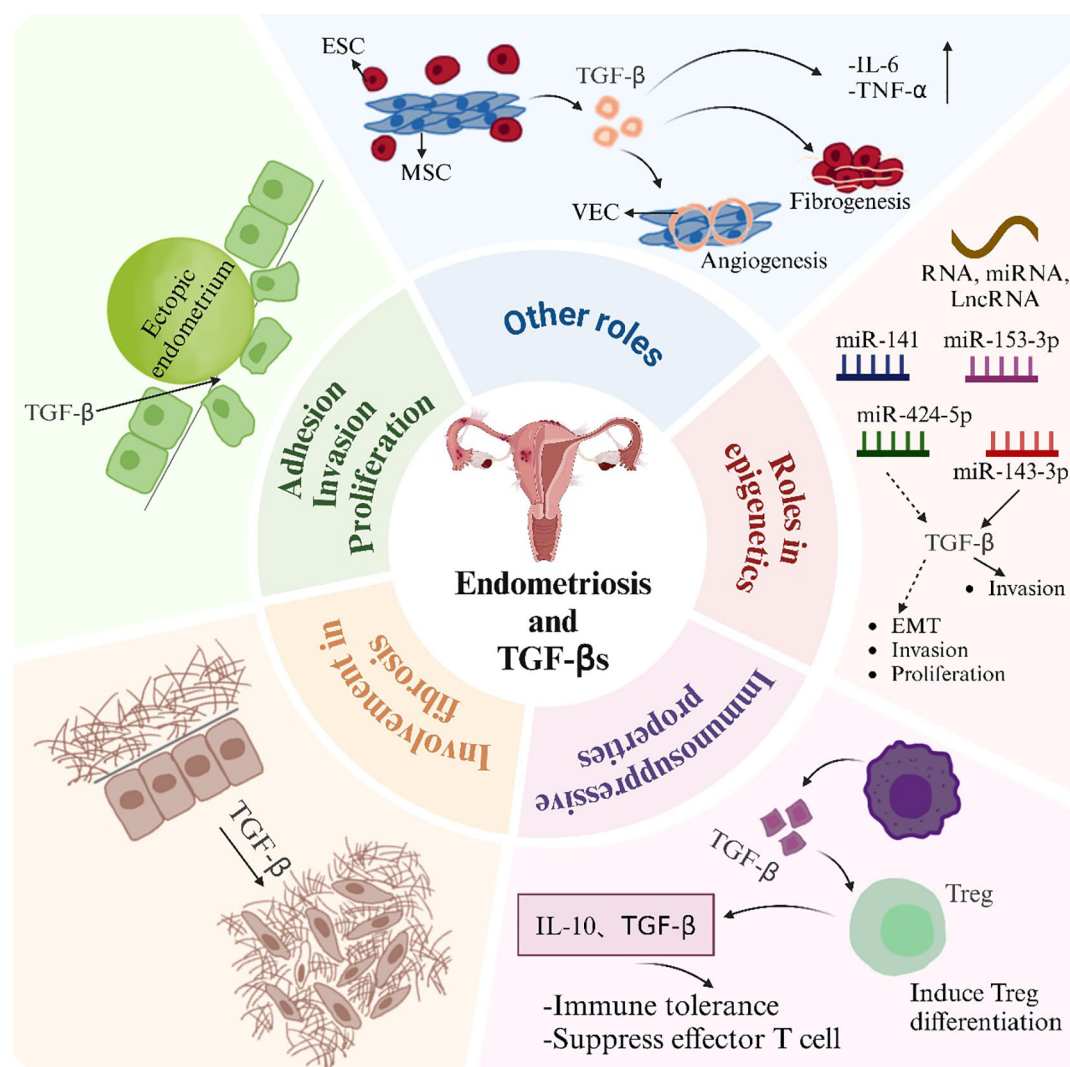 ESC
MSC
TGF-β
-IL-6
-TNF-α
Fibrogenesis
VEC
Angiogenesis
Other roles
RNA, miRNA,
LncRNA
miR-141
miR-153-3p
miR-424-5p
miR-143-3p
TGF-β
• Invasion
• EMT
• Invasion
• Proliferation
Roles in
epigenetics
Ectopic
endometrium
TGF-β
Adhesion
Invasion
Proliferation
Endometriosis
and
TGF-βs
Involvement in
fibrosis
TGF-β
Immunosuppressive
properties
TGF-β
Treg
IL-10、TGF-β
Induce Treg
differentiation
-Immune tolerance
-Suppress effector T cell